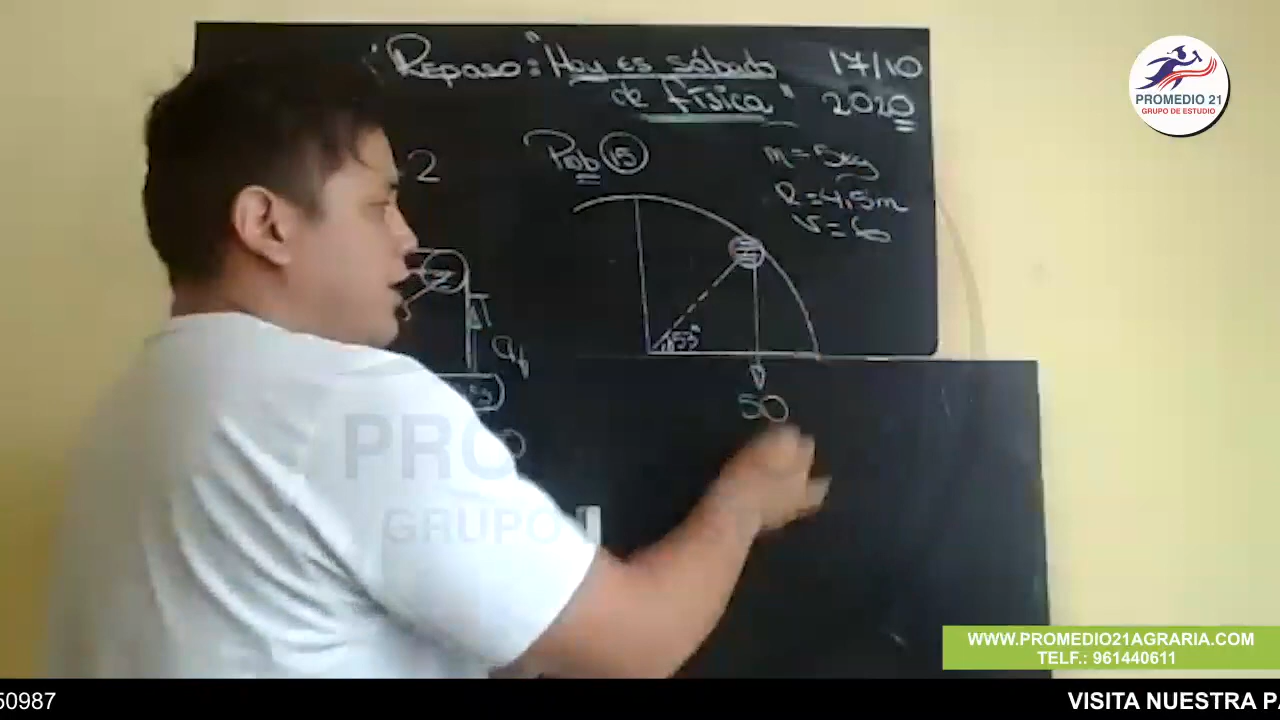 Repaso: "Hoy es sábado 17/10
de física" 2020
2
Prob 15
m = 5kg
R = 4,5m
v = 60
53°
T
a
50
PROMEDIO 21
GRUPO DE ESTUDIO
WWW.PROMEDIO21AGRARIA.COM
TELF.: 961440611
50987
VISITA NUESTRA PA